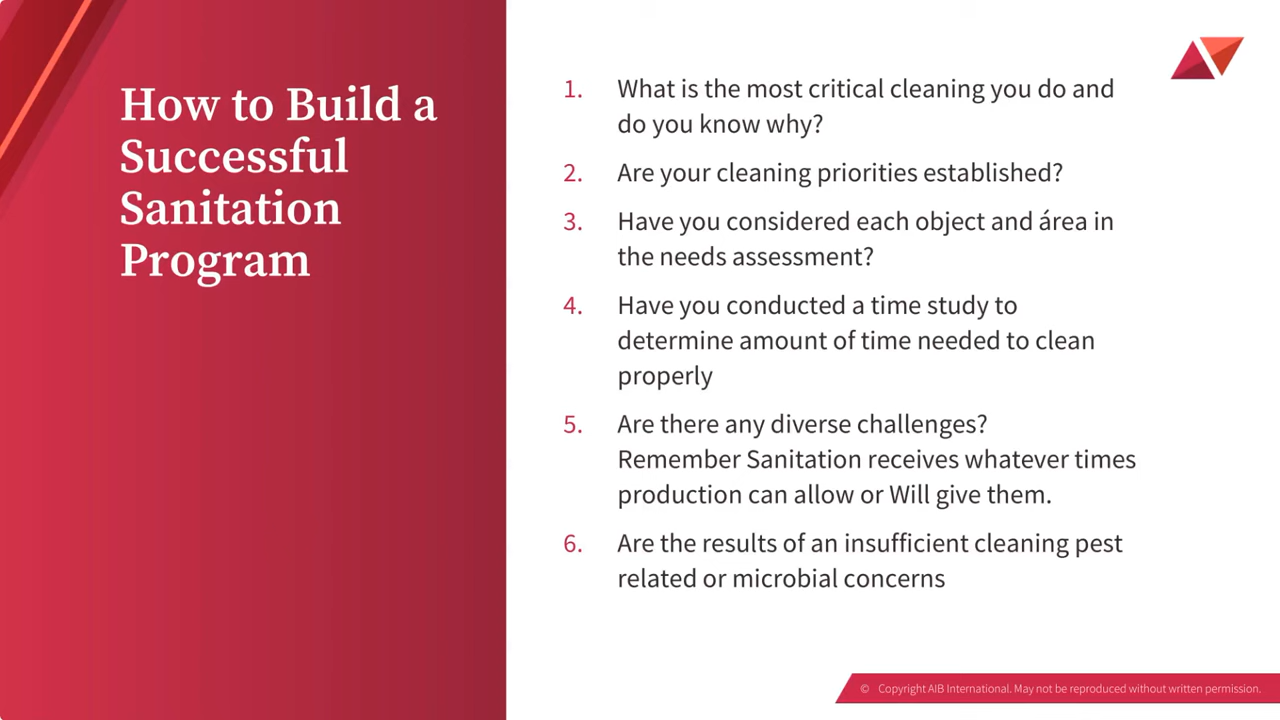 How to Build a
Successful
Sanitation
Program
1. What is the most critical cleaning you do and
do you know why?
2. Are your cleaning priorities established?
3. Have you considered each object and área in
the needs assessment?
4. Have you conducted a time study to
determine amount of time needed to clean
properly
5. Are there any diverse challenges?
Remember Sanitation receives whatever times
production can allow or Will give them.
6. Are the results of an insufficient cleaning pest
related or microbial concerns
© Copyright AIB International. May not be reproduced without written permission.